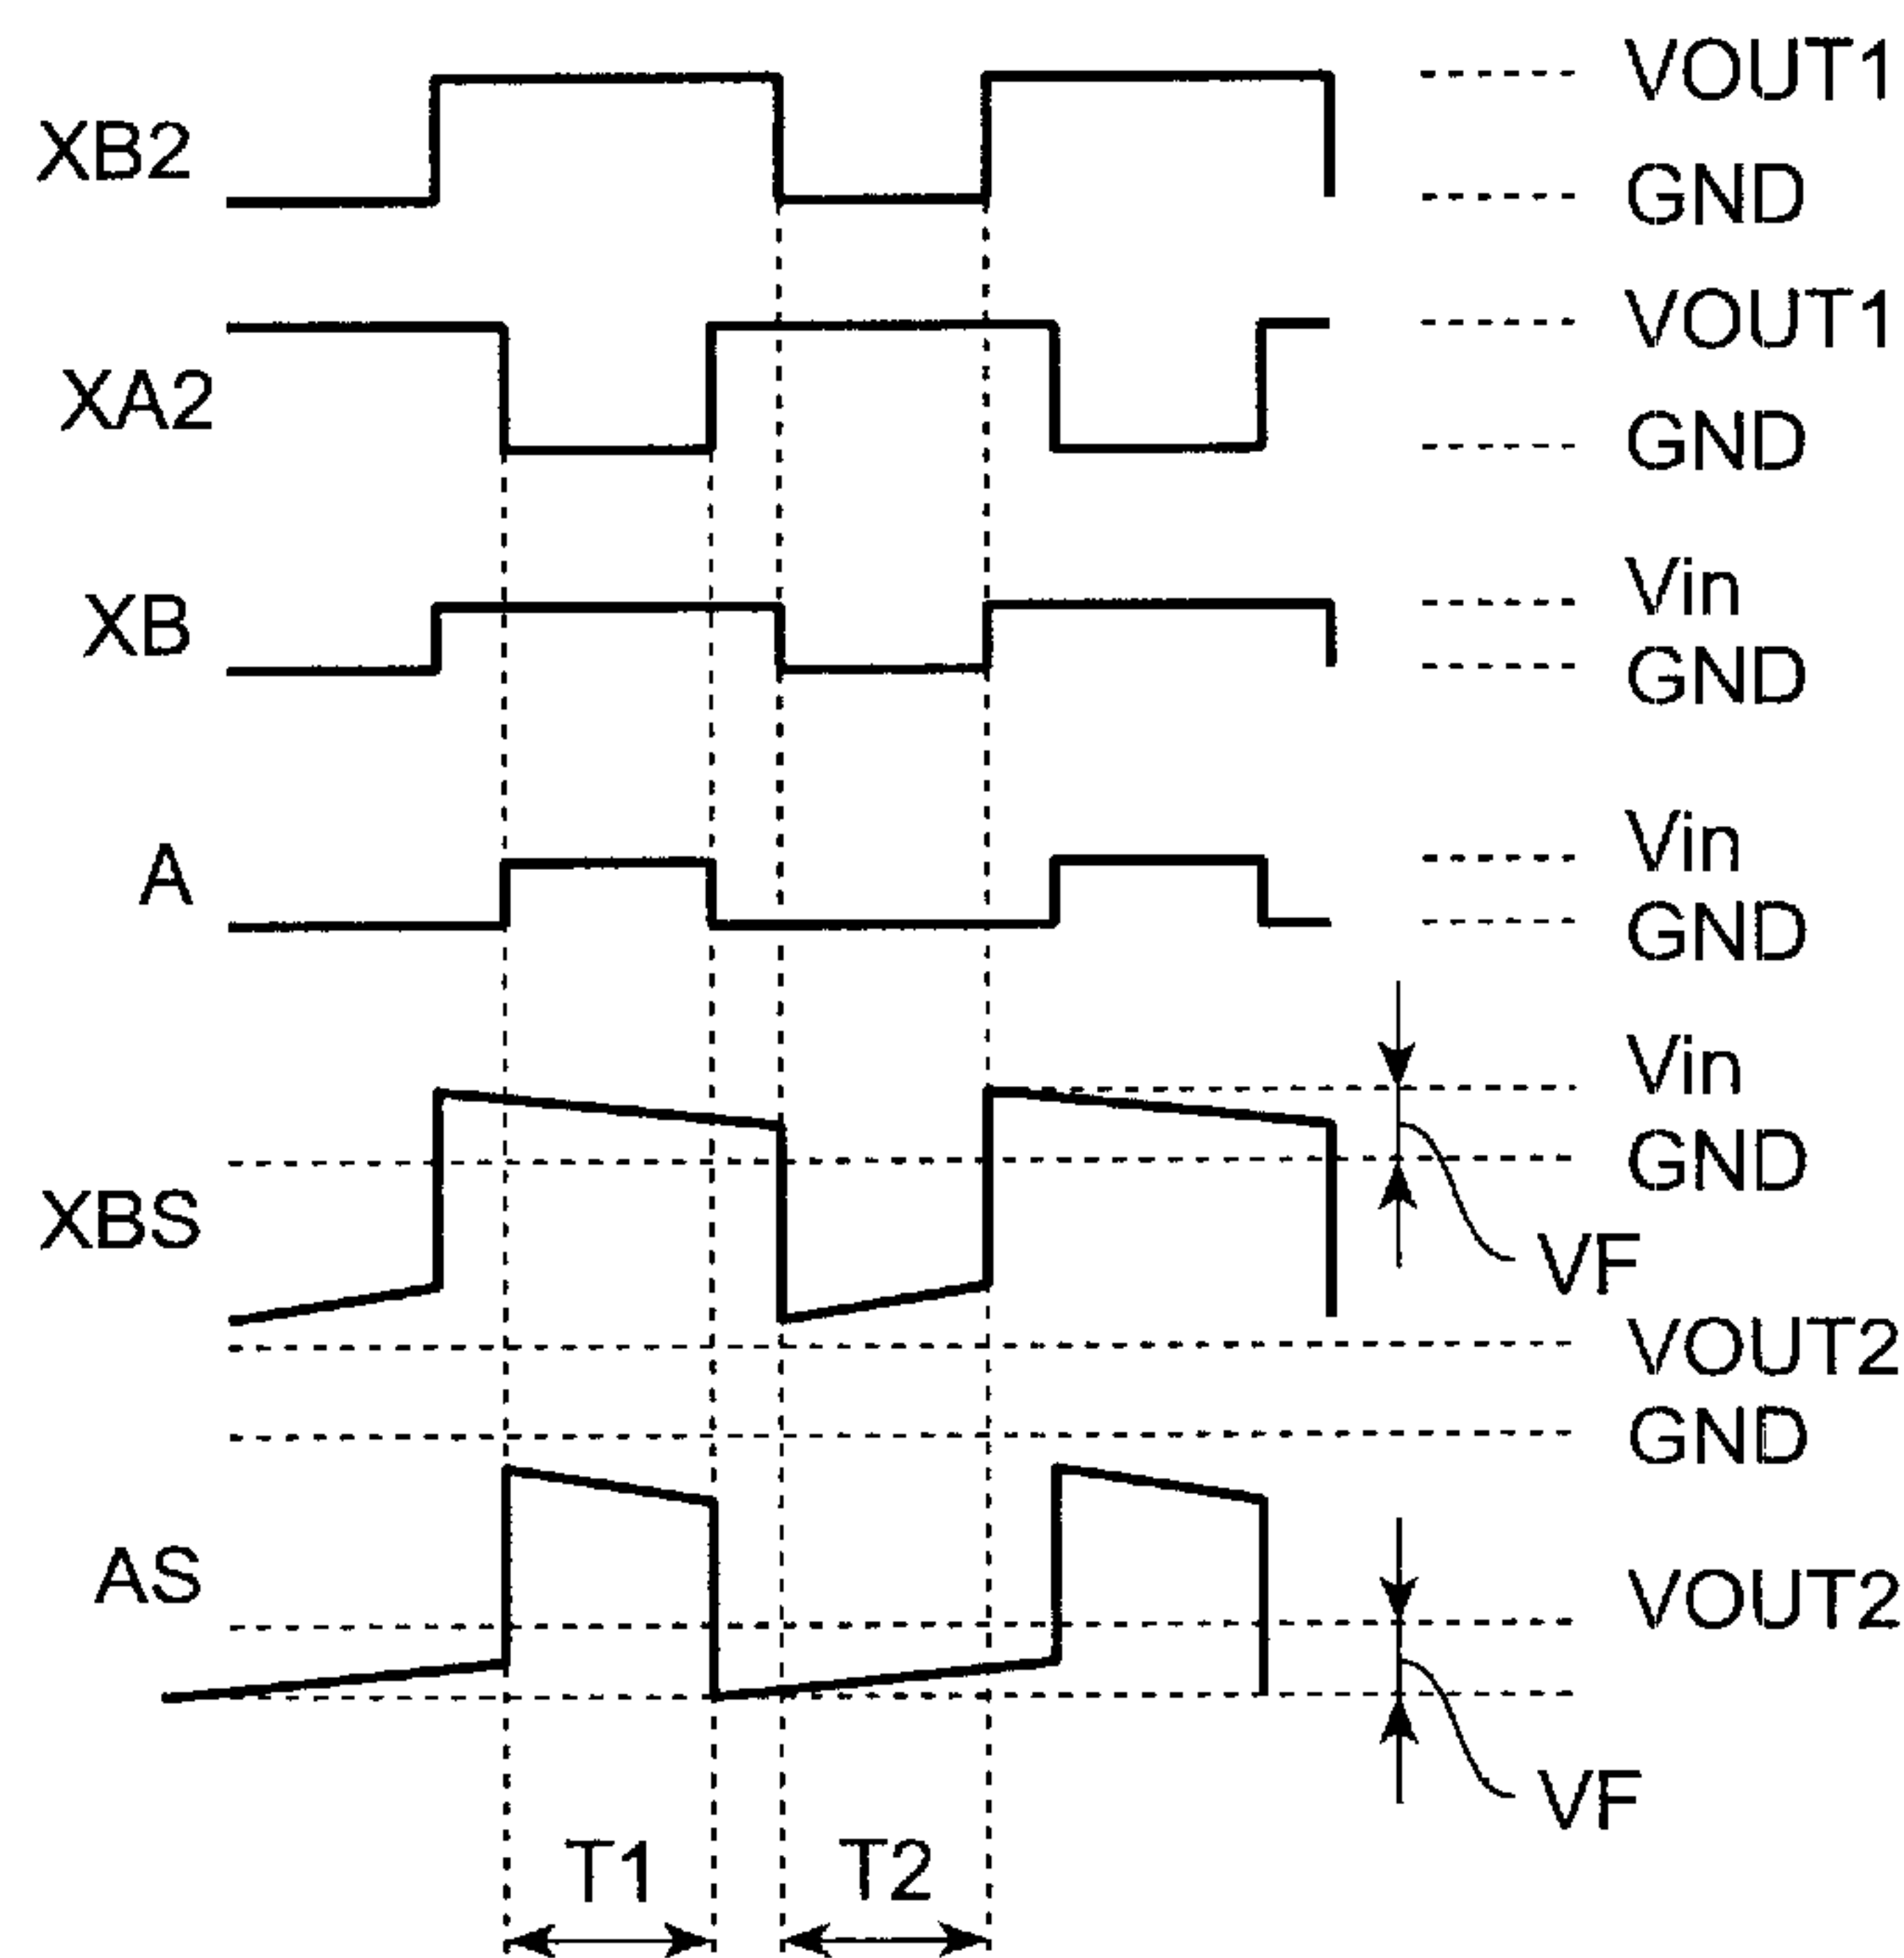 VOUT1
XB2
GND
VOUT1
XA2
GND
Vin
XB
GND
Vin
A
GND
Vin
GND
XBS
VF
VOUT2
GND
AS
VOUT2
VF
T1
T2